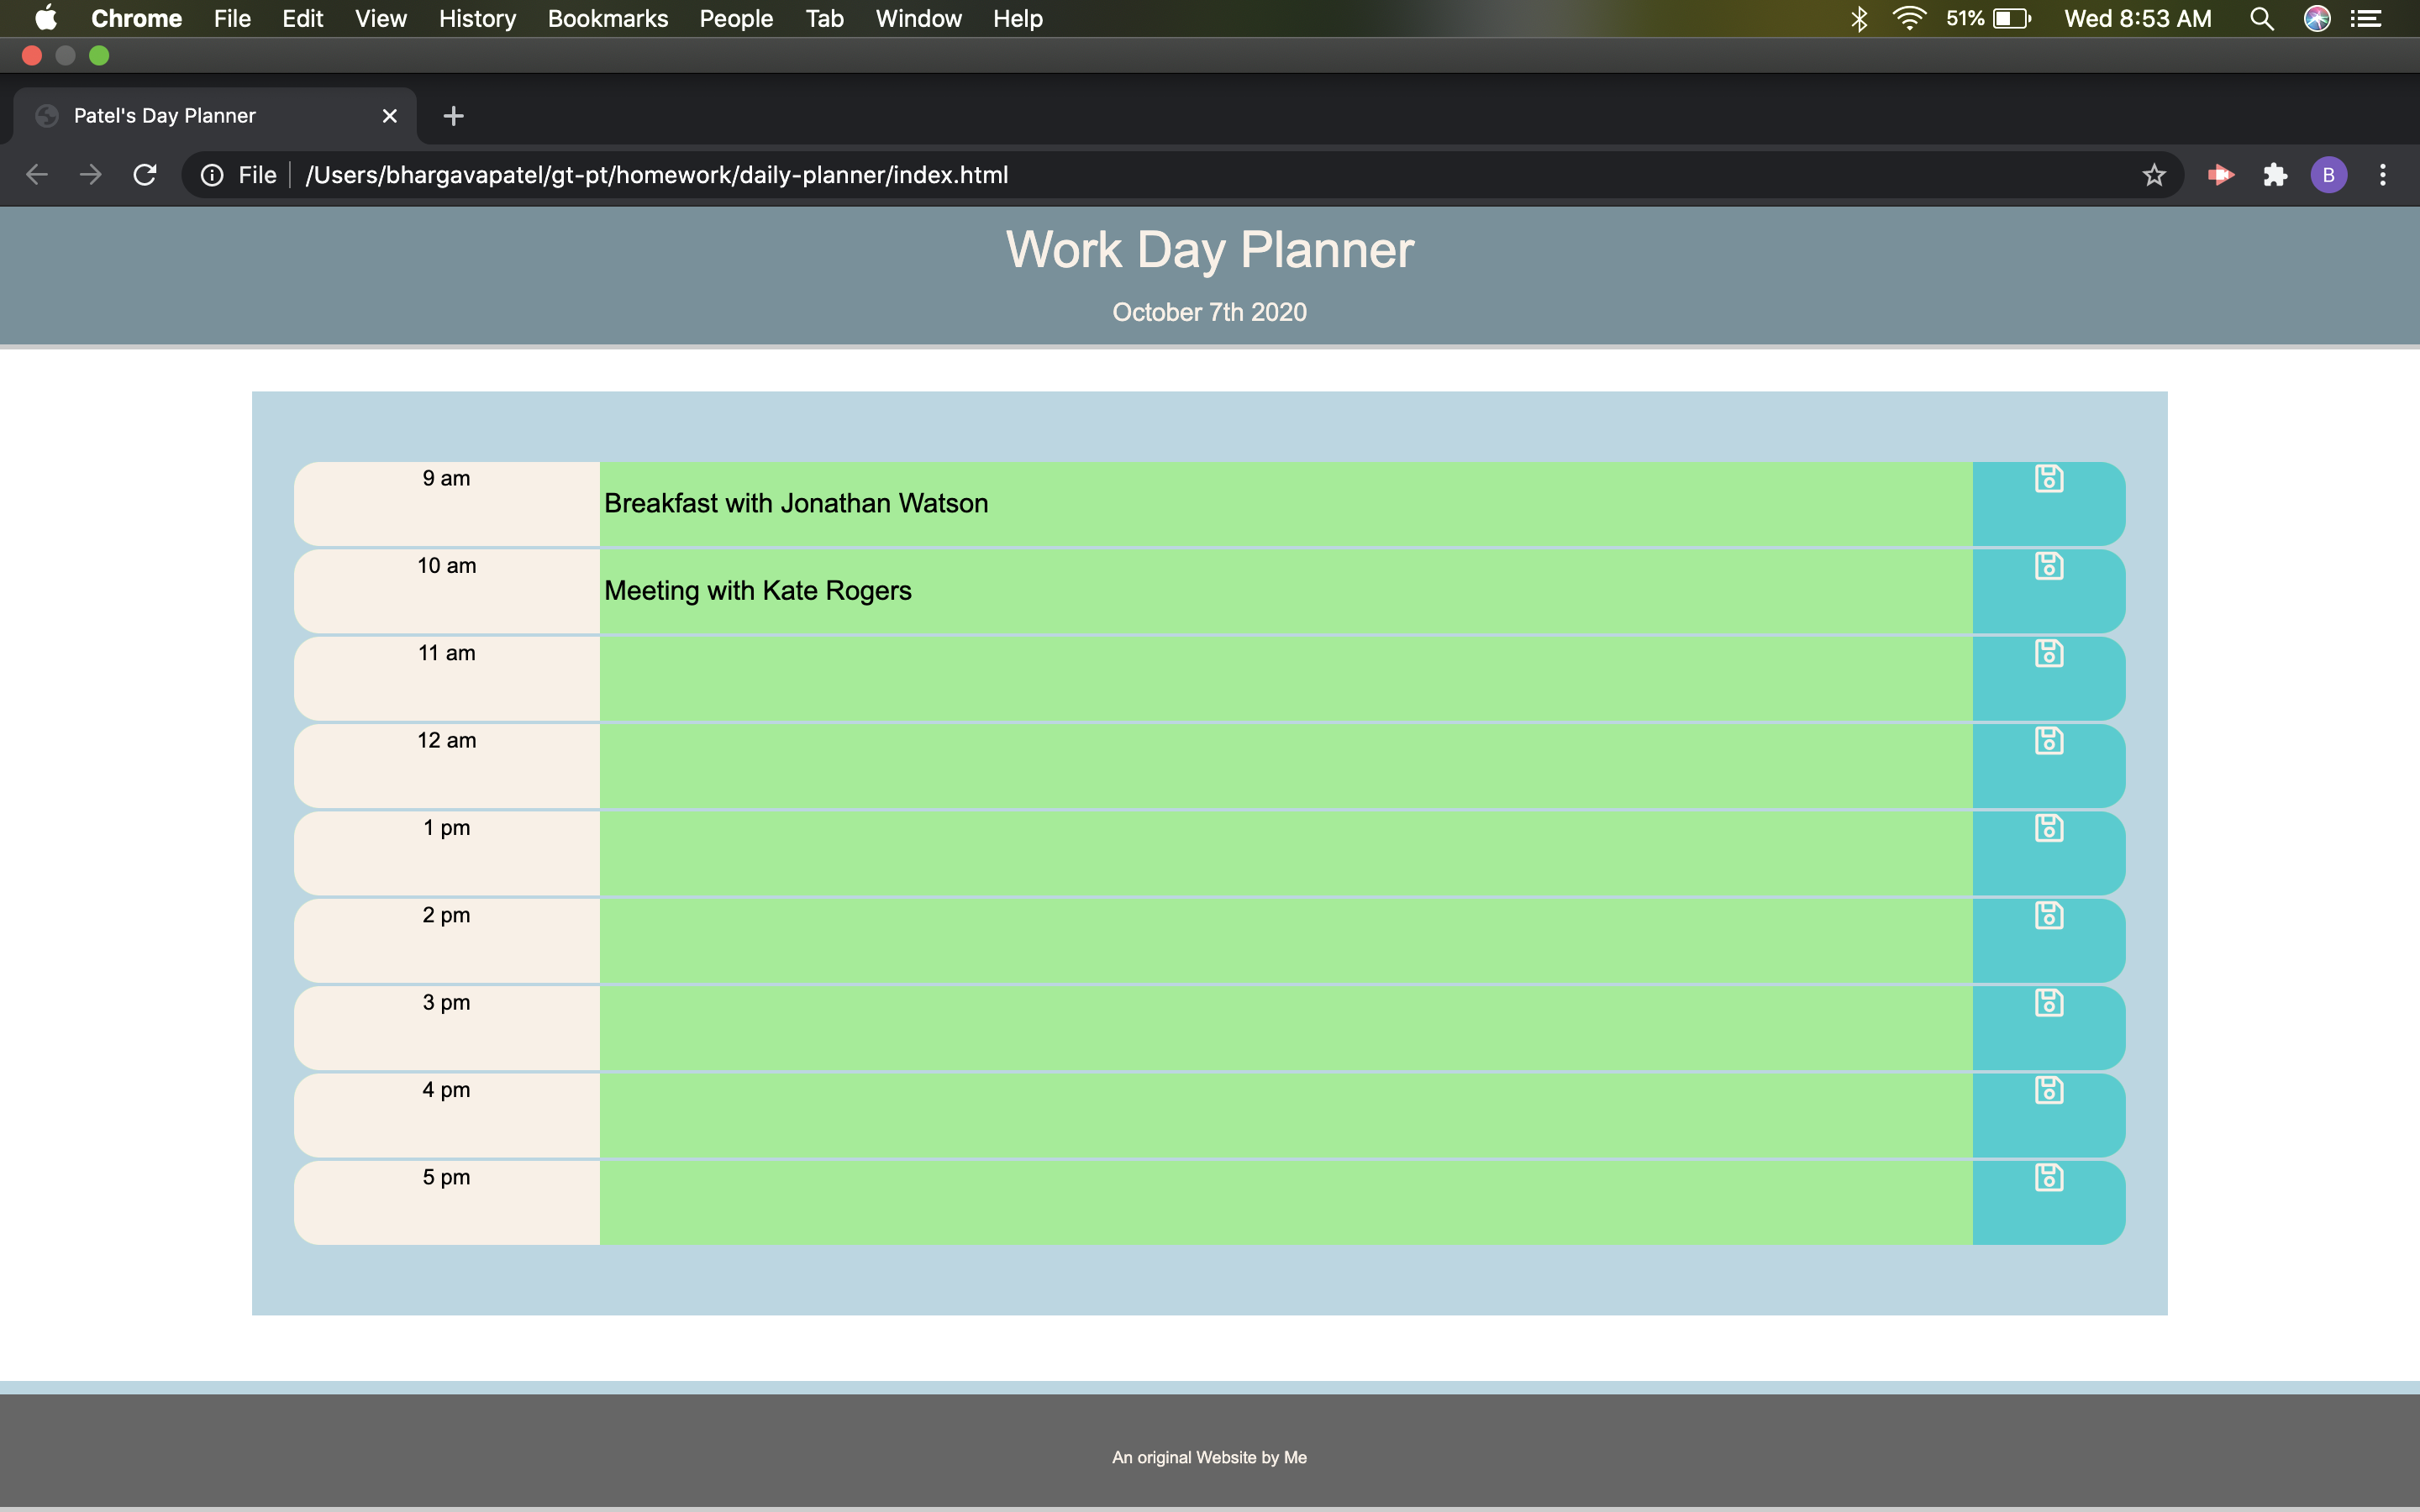 Chrome File Edit View History Bookmarks People Tab Window Help 51% Wed 8:53 AM
Patel's Day Planner
File /Users/bhargavapatel/gt-pt/homework/daily-planner/index.html B
Work Day Planner
October 7th 2020
9 am
Breakfast with Jonathan Watson
10 am
Meeting with Kate Rogers
11 am
12 am
1 pm
2 pm
3 pm
4 pm
5 pm
An original Website by Me